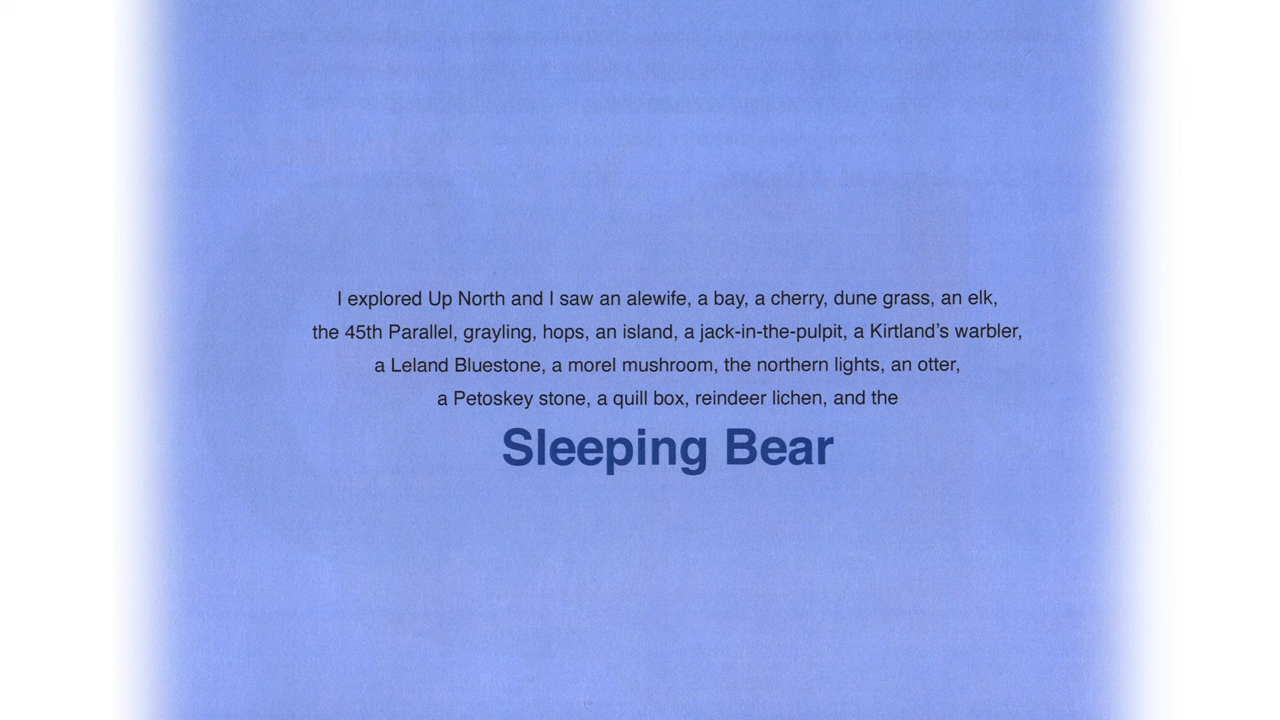 I explored Up North and I saw an alewife, a bay, a cherry, dune grass, an elk,
the 45th Parallel, grayling, hops, an island, a jack-in-the-pulpit, a Kirtland’s warbler,
a Leland Bluestone, a morel mushroom, the northern lights, an otter,
a Petoskey stone, a quill box, reindeer lichen, and the
Sleeping Bear